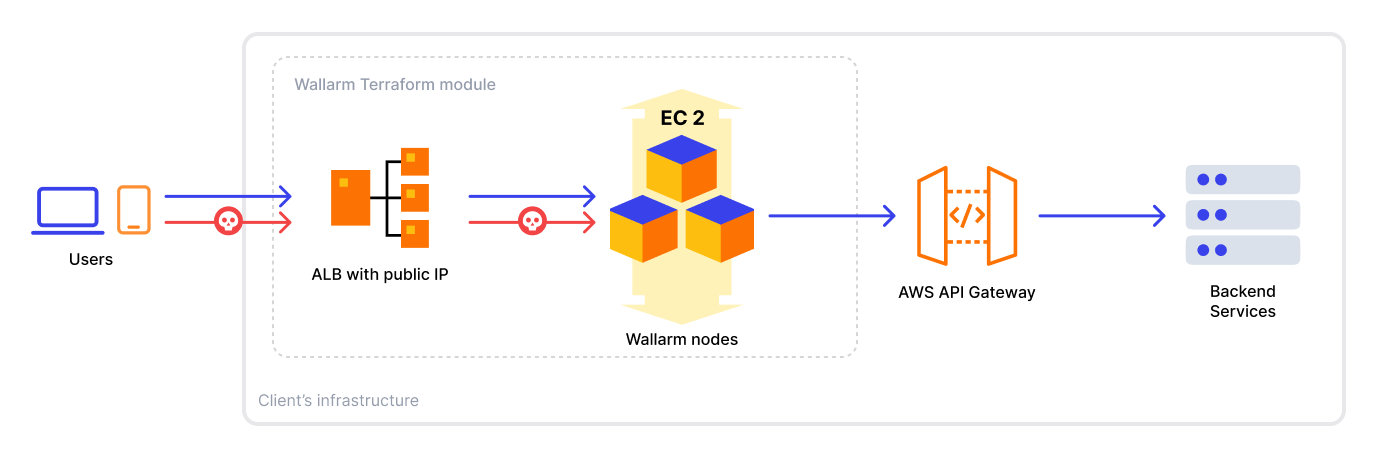 Wallarm Terraform module
EC 2
Users
ALB with public IP
Wallarm nodes
AWS API Gateway
Backend
Services
Client’s infrastructure